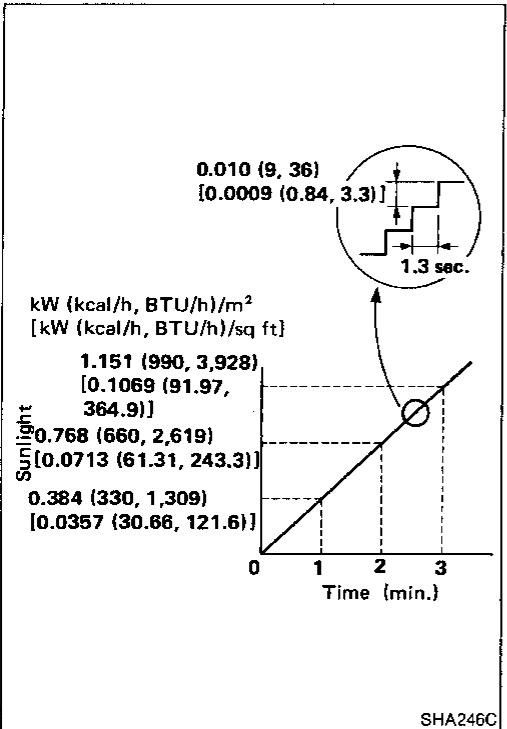 0.010 (9, 36)
[0.0009 (0.84, 3.3)]
1.3 sec.
kW (kcal/h, BTU/h)/m²
[kW (kcal/h, BTU/h)/sq ft]
1.151 (990, 3,928)
[0.1069 (91.97,
364.9)]
Sunlight
0.768 (660, 2,619)
[0.0713 (61.31, 243.3)]
0.384 (330, 1,309)
[0.0357 (30.66, 121.6)]
0 1 2 3
Time (min.)
SHA246C